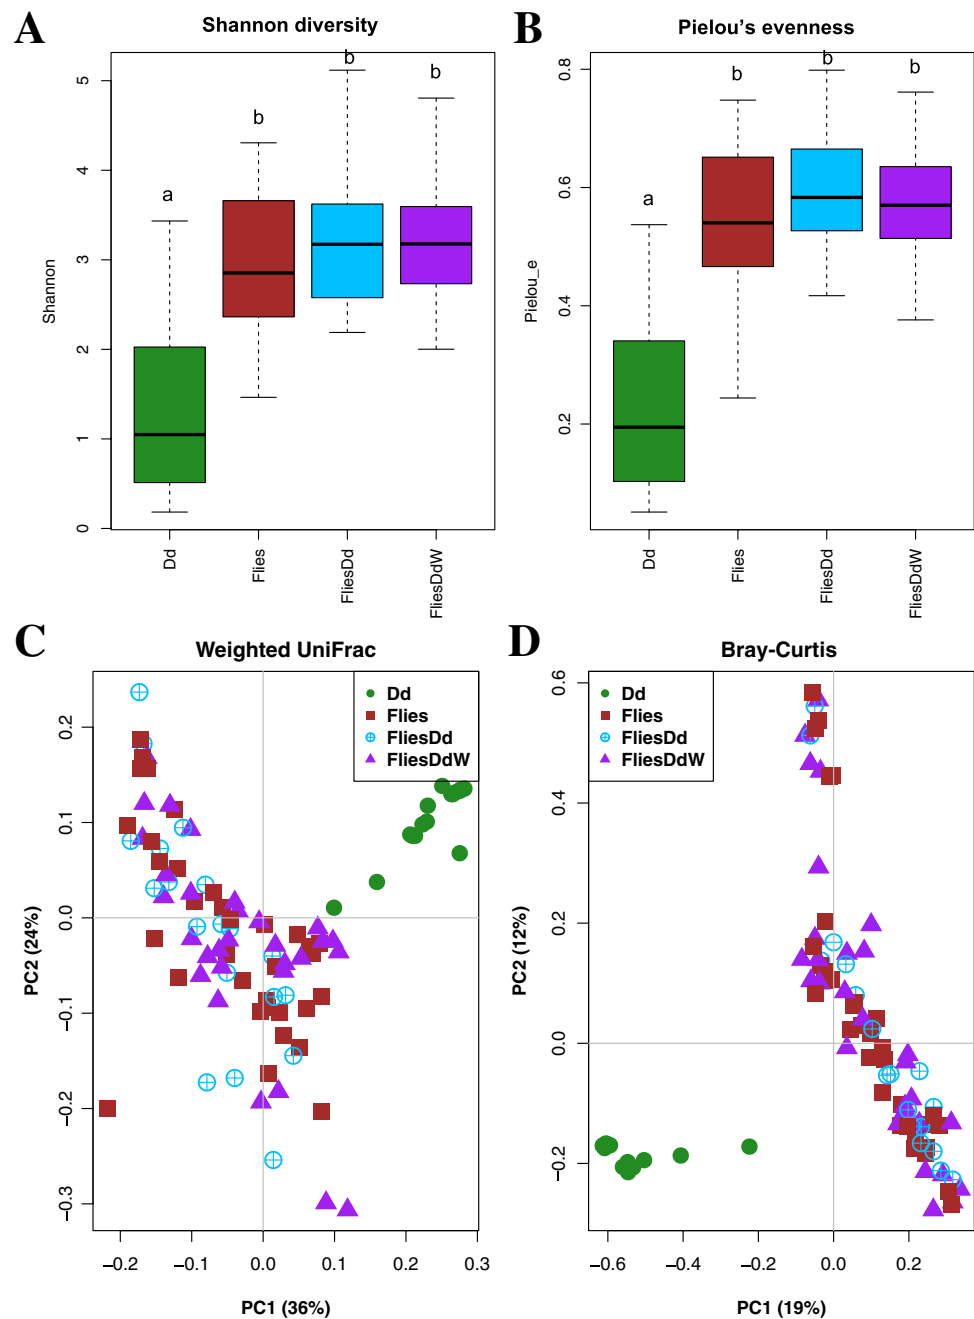 A
Shannon diversity
B
Pielou's evenness
Shannon
0
1
2
3
4
5
a
b
b
b
Dd
Flies
FliesDd
FliesDdW
Pielou_e
0.2
0.4
0.6
0.8
a
b
b
b
Dd
Flies
FliesDd
FliesDdW
C
Weighted UniFrac
D
Bray-Curtis
Dd
Flies
FliesDd
FliesDdW
PC2 (24%)
0.2
0.1
0.0
−0.1
−0.2
−0.3
−0.2
−0.1
0.0
0.1
0.2
0.3
PC1 (36%)
Dd
Flies
FliesDd
FliesDdW
PC2 (12%)
0.6
0.4
0.2
0.0
−0.2
−0.6
−0.4
−0.2
0.0
0.2
PC1 (19%)